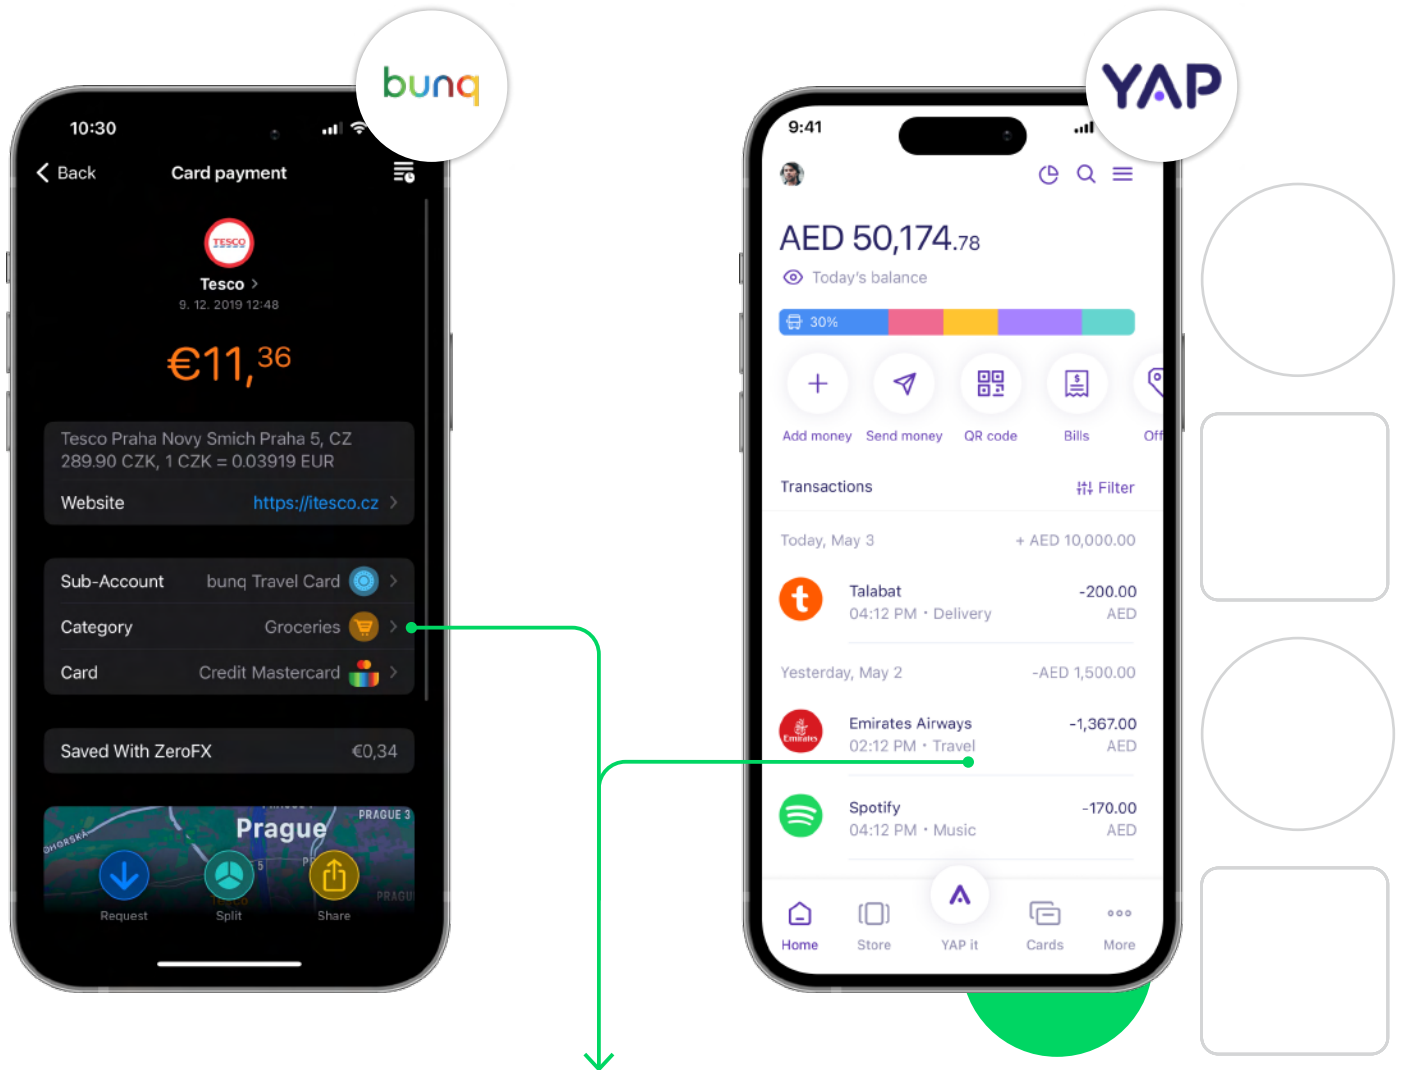 bunq
10:30
Back
Card payment
TESCO
Tesco
9. 12. 2019 12:48
€11,36
Tesco Praha Novy Smich Praha 5, CZ
289.90 CZK, 1 CZK = 0.03919 EUR
Website https://itesco.cz
Sub-Account bunq Travel Card
Category Groceries
Card Credit Mastercard
Saved With ZeroFX €0,34
PRAGUE 3
Prague
5
PRAGU
Request Split Share
YAP
9:41
AED 50,174.78
Today's balance
30%
Add money Send money QR code Bills Off
Transactions Filter
Today, May 3 + AED 10,000.00
Talabat -200.00
04:12 PM • Delivery AED
Yesterday, May 2 -AED 1,500.00
Emirates
Emirates Airways -1,367.00
02:12 PM • Travel AED
Spotify -170.00
04:12 PM • Music AED
Home Store YAP it Cards More